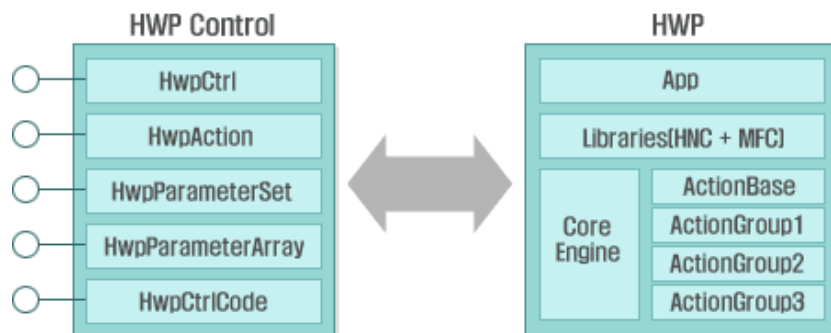 HWP Control
HwpCtrl
HwpAction
HwpParameterSet
HwpParameterArray
HwpCtrlCode
HWP
App
Libraries(HNC + MFC)
Core
Engine
ActionBase
ActionGroup1
ActionGroup2
ActionGroup3